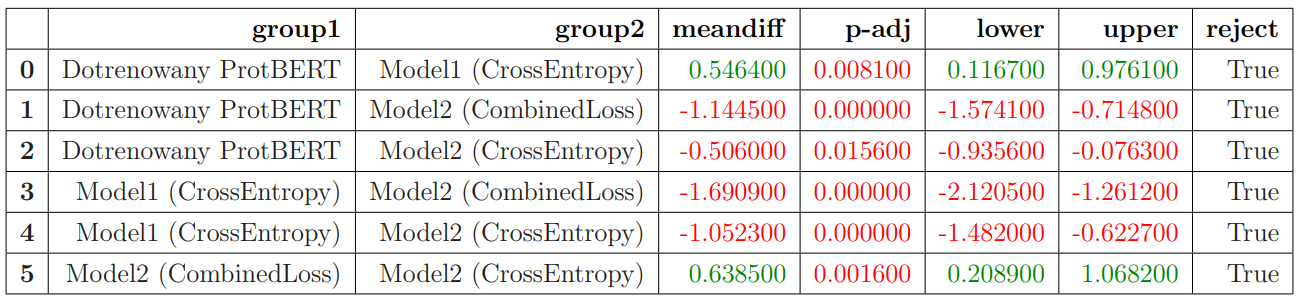 group1 group2 meandiff p-adj lower upper reject
0 Dotrenowany ProtBERT Model1 (CrossEntropy) 0.546400 0.008100 0.116700 0.976100 True
1 Dotrenowany ProtBERT Model2 (CombinedLoss) -1.144500 0.000000 -1.574100 -0.714800 True
2 Dotrenowany ProtBERT Model2 (CrossEntropy) -0.506000 0.015600 -0.935600 -0.076300 True
3 Model1 (CrossEntropy) Model2 (CombinedLoss) -1.690900 0.000000 -2.120500 -1.261200 True
4 Model1 (CrossEntropy) Model2 (CrossEntropy) -1.052300 0.000000 -1.482000 -0.622700 True
5 Model2 (CombinedLoss) Model2 (CrossEntropy) 0.638500 0.001600 0.208900 1.068200 True